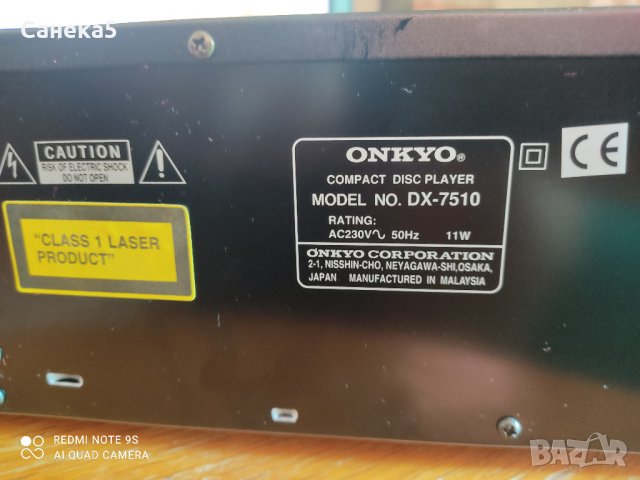 Санека5
CAUTION
RISK OF ELECTRIC SHOCK
DO NOT OPEN
"CLASS 1 LASER
PRODUCT"
ONKYO®
COMPACT DISC PLAYER
MODEL NO. DX-7510
RATING:
AC230V∿ 50Hz 11W
ONKYO CORPORATION
2-1, NISSHIN-CHO, NEYAGAWA-SHI,OSAKA,
JAPAN MANUFACTURED IN MALAYSIA
CE
REDMI NOTE 9S
AI QUAD CAMERA
BAZAR